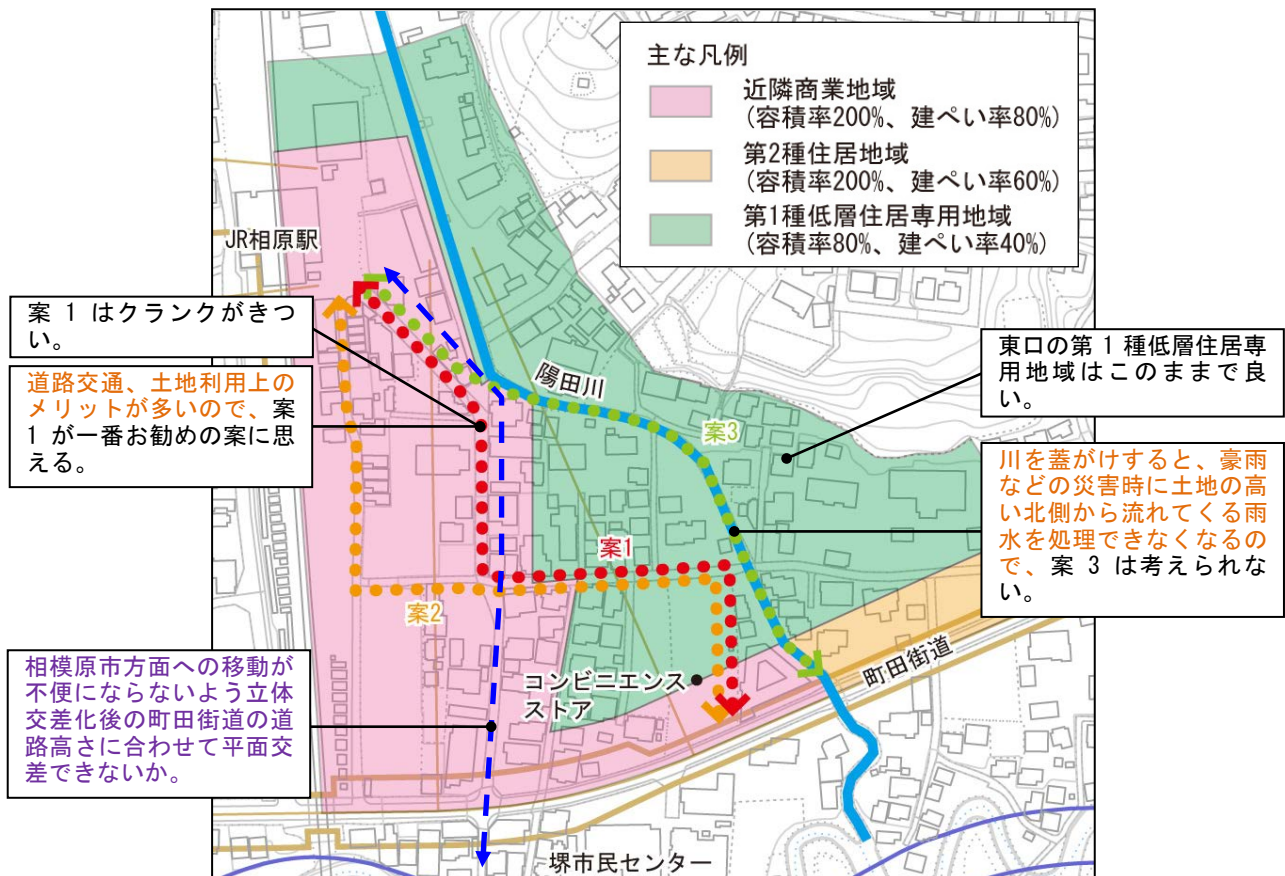 主な凡例
近隣商業地域
(容積率200%、建ぺい率80%)
第2種住居地域
(容積率200%、建ぺい率60%)
第1種低層住居専用地域
(容積率80%、建ぺい率40%)
JR相原駅
案 1 はクランクがきつ
い。
道路交通、土地利用上の
メリットが多いので、案
1 が一番お勧めの案に思
える。
陽田川
案3
東口の第 1 種低層住居専
用地域はこのままで良
い。
川を蓋がけすると、豪雨
などの災害時に土地の高
い北側から流れてくる雨
水を処理できなくなるの
で、案 3 は考えられな
い。
案1
案2
相模原市方面への移動が
不便にならないよう立体
交差化後の町田街道の道
路高さに合わせて平面交
差できないか。
コンビニエンス
ストア
町田街道
堺市民センター